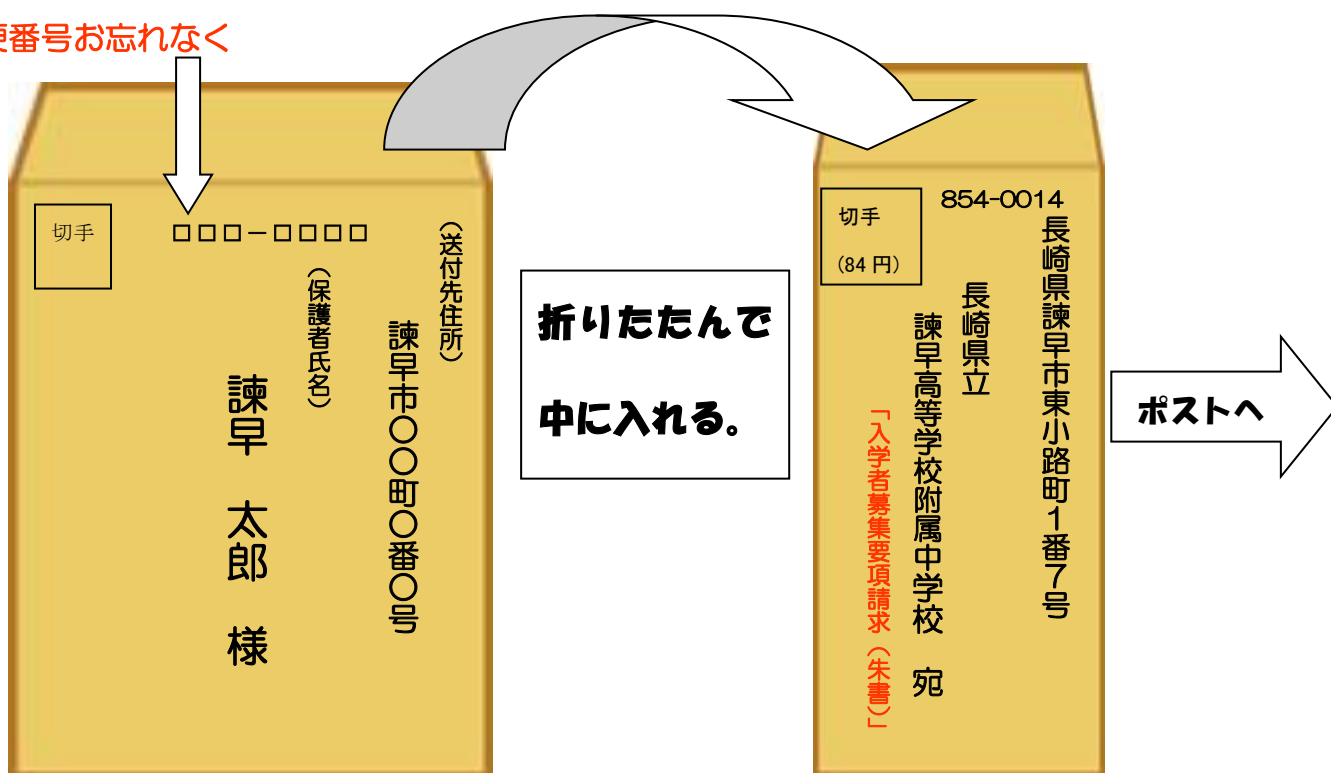 便番号お忘れなく
切手
□□□-□□□□
(送付先住所)
諫早市〇〇町〇番〇号
(保護者氏名)
諫早 太郎 様
折りたたんで
中に入れる。
切手
(84円)
854-0014
長崎県諫早市東小路町1番7号
長崎県立
諫早高等学校附属中学校 宛
「入学者募集要項請求(朱書)」
ポストへ